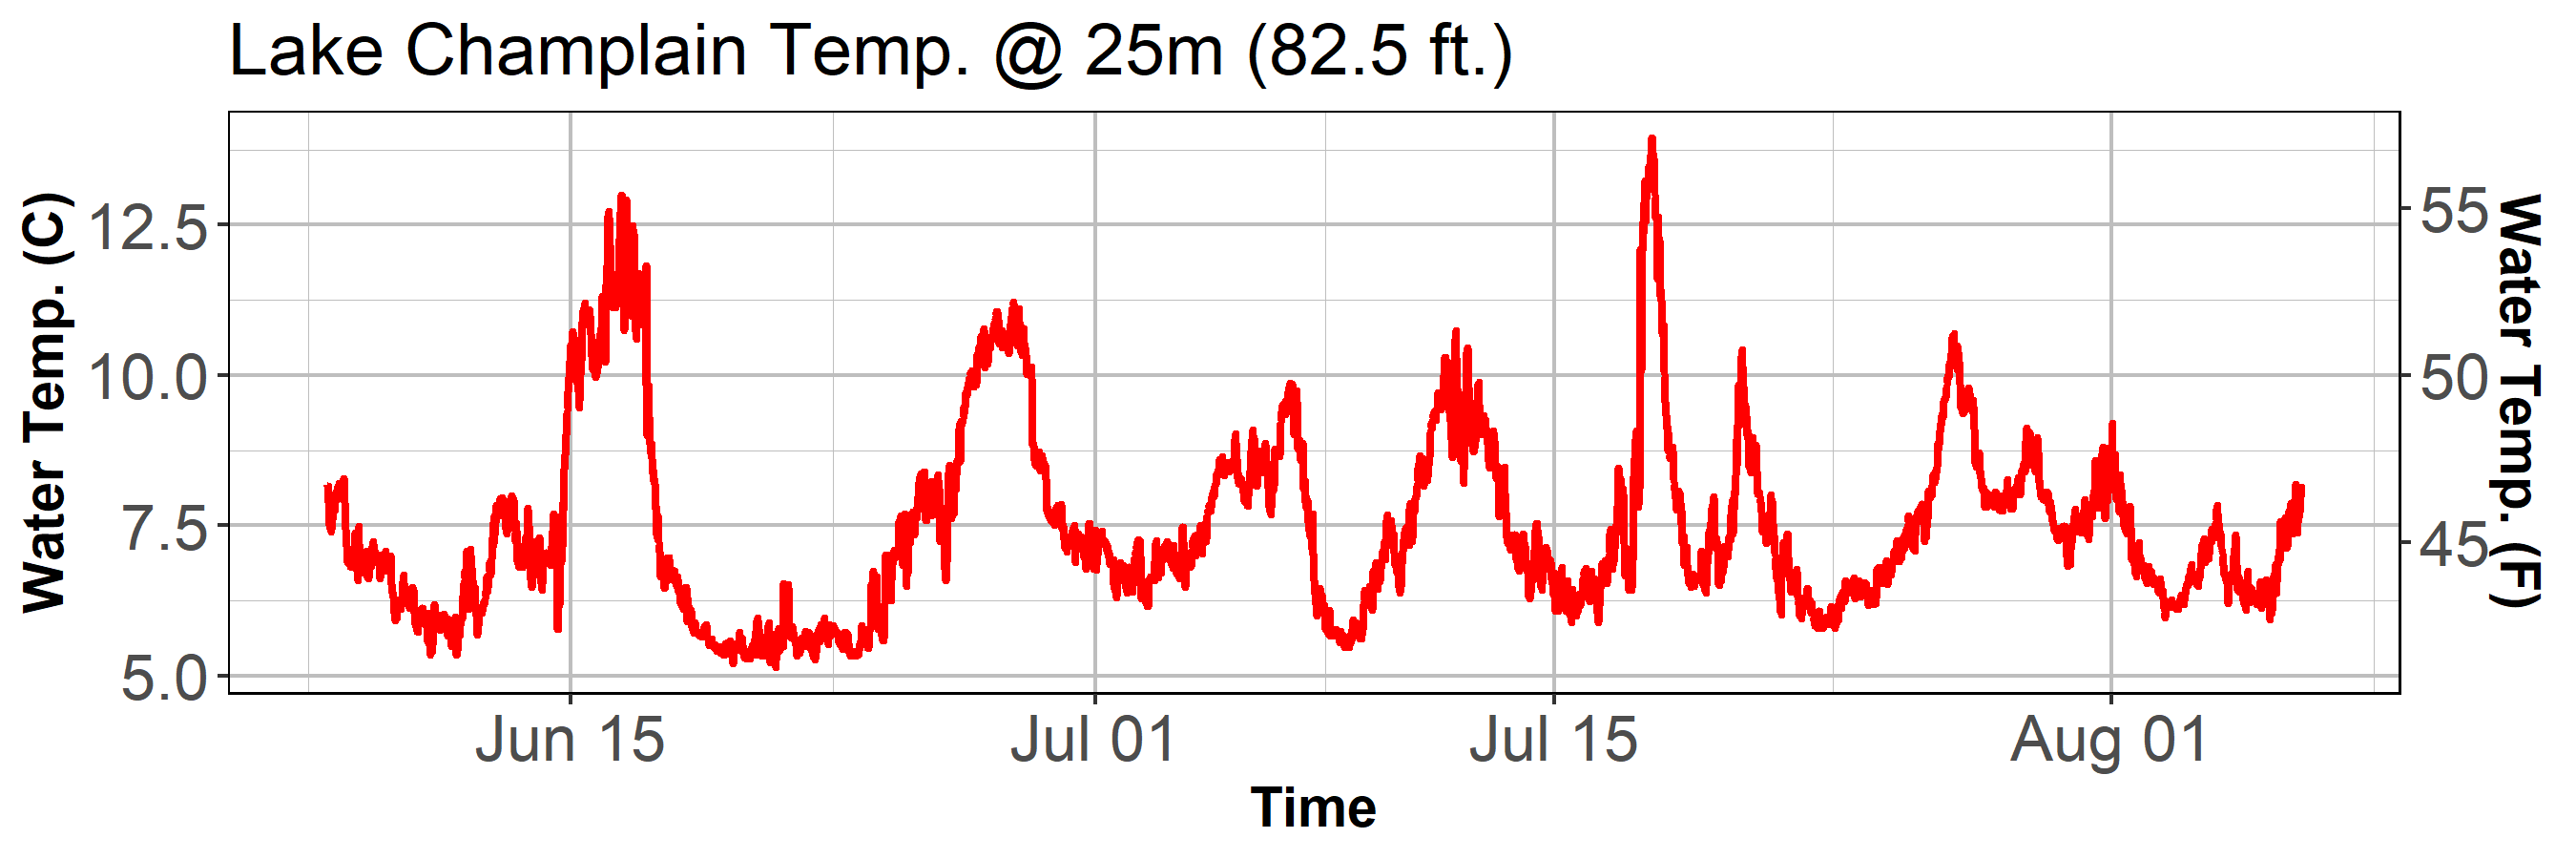 Lake Champlain Temp. @ 25m (82.5 ft.)
Water Temp. (C)
12.5
10.0
7.5
5.0
55
50
45
Water Temp. (F)
Jun 15
Jul 01
Jul 15
Aug 01
Time